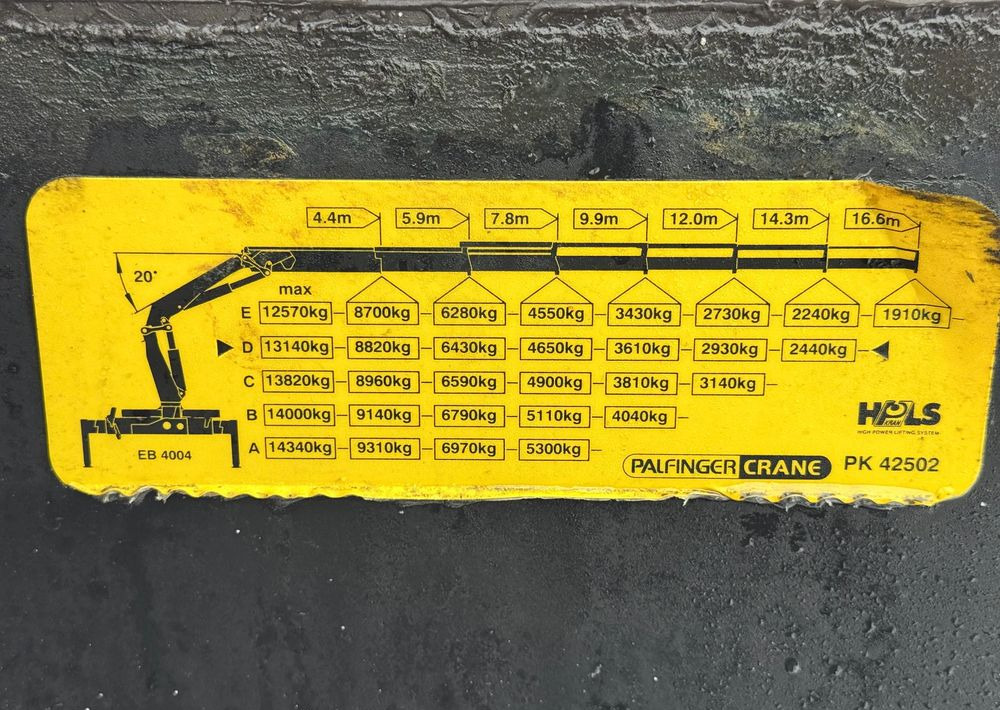 4.4m 5.9m 7.8m 9.9m 12.0m 14.3m 16.6m
20°
max
E 12570kg 8700kg 6280kg 4550kg 3430kg 2730kg 2240kg 1910kg
D 13140kg 8820kg 6430kg 4650kg 3610kg 2930kg 2440kg
C 13820kg 8960kg 6590kg 4900kg 3810kg 3140kg
B 14000kg 9140kg 6790kg 5110kg 4040kg
A 14340kg 9310kg 6970kg 5300kg
EB 4004
HPLS
KRAN
HIGH POWER LIFTING SYSTEM
PALFINGER CRANE PK 42502